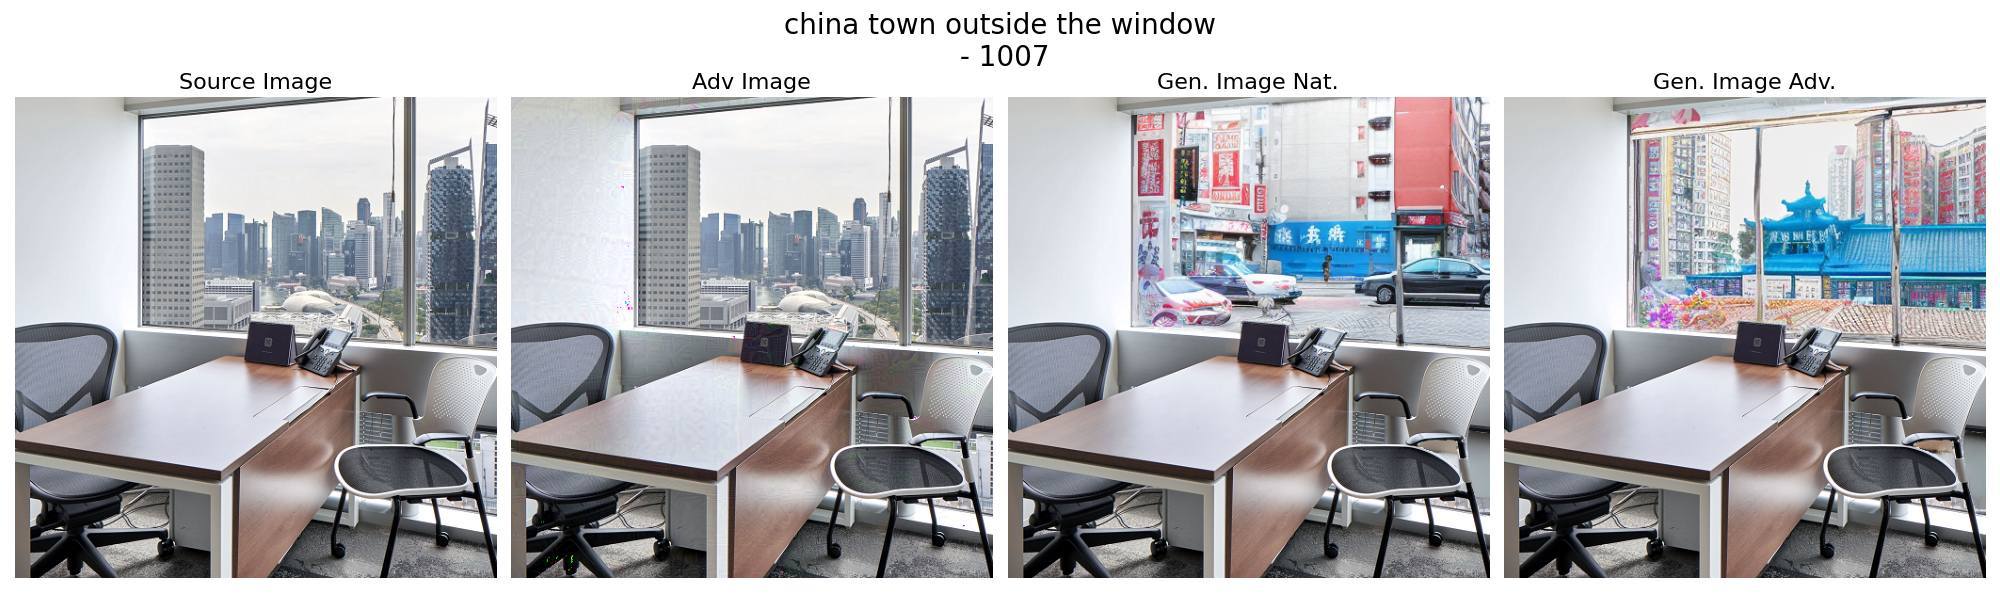 china town outside the window
- 1007
Source Image
Adv Image
Gen. Image Nat.
Gen. Image Adv.